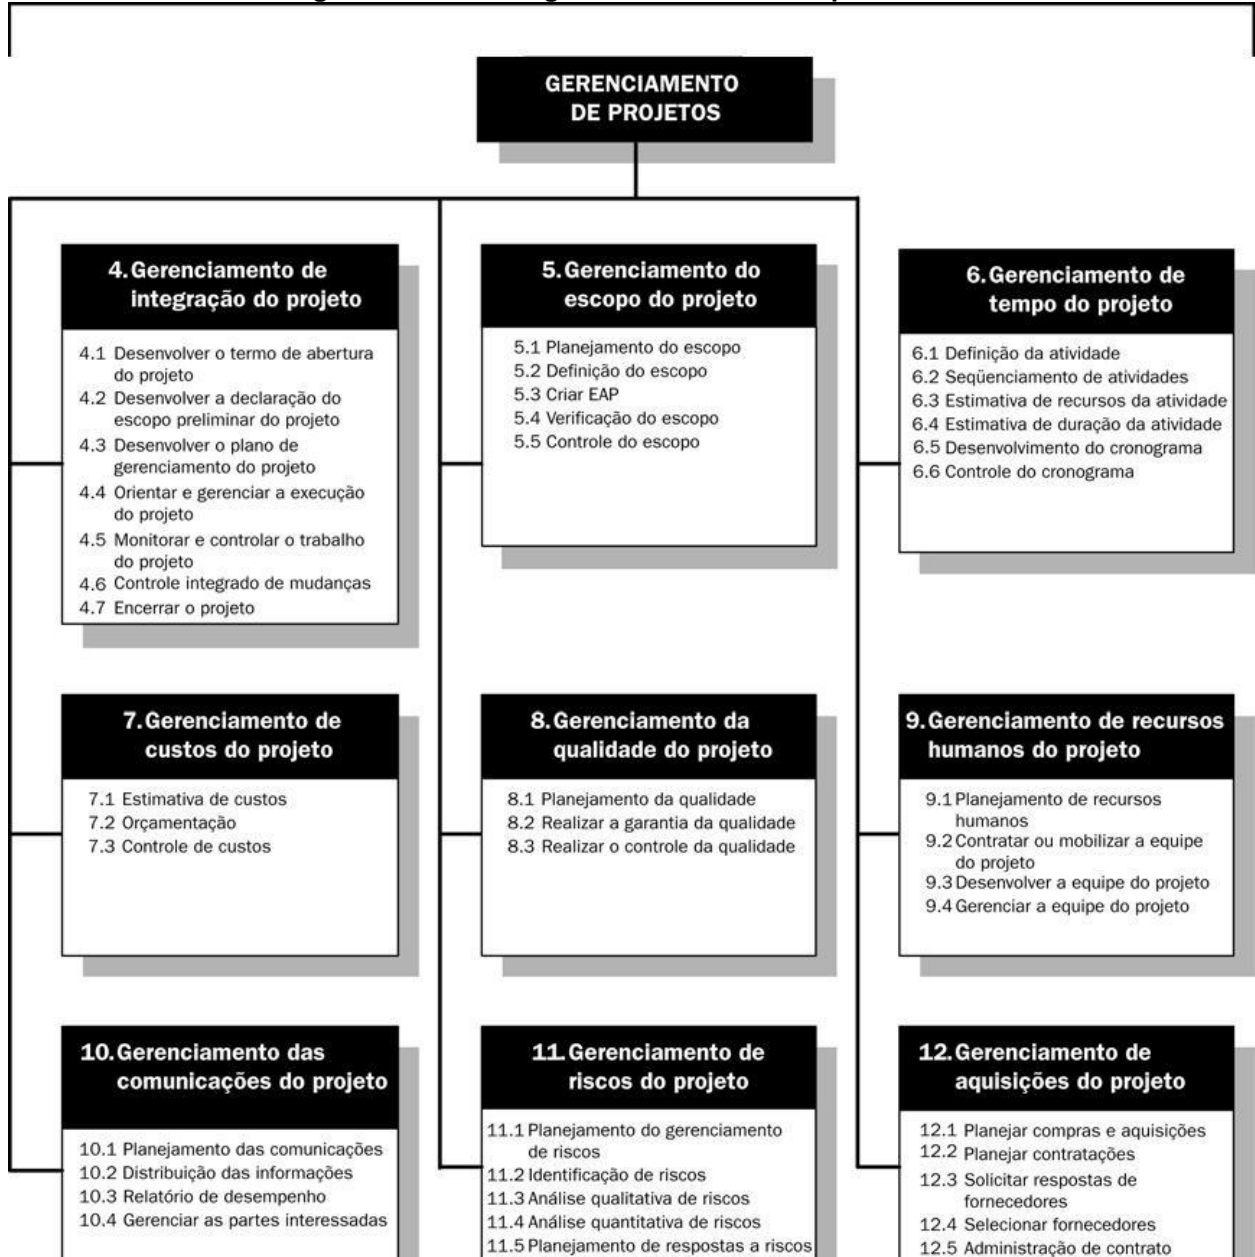 GERENCIAMENTO
DE PROJETOS
4. Gerenciamento de
integração do projeto
4.1 Desenvolver o termo de abertura
do projeto
4.2 Desenvolver a declaração do
escopo preliminar do projeto
4.3 Desenvolver o plano de
gerenciamento do projeto
4.4 Orientar e gerenciar a execução
do projeto
4.5 Monitorar e controlar o trabalho
do projeto
4.6 Controle integrado de mudanças
4.7 Encerrar o projeto
5. Gerenciamento do
escopo do projeto
5.1 Planejamento do escopo
5.2 Definição do escopo
5.3 Criar EAP
5.4 Verificação do escopo
5.5 Controle do escopo
6. Gerenciamento de
tempo do projeto
6.1 Definição da atividade
6.2 Seqüenciamento de atividades
6.3 Estimativa de recursos da atividade
6.4 Estimativa de duração da atividade
6.5 Desenvolvimento do cronograma
6.6 Controle do cronograma
7. Gerenciamento de
custos do projeto
7.1 Estimativa de custos
7.2 Orçamentação
7.3 Controle de custos
8. Gerenciamento da
qualidade do projeto
8.1 Planejamento da qualidade
8.2 Realizar a garantia da qualidade
8.3 Realizar o controle da qualidade
9. Gerenciamento de recursos
humanos do projeto
9.1 Planejamento de recursos
humanos
9.2 Contratar ou mobilizar a equipe
do projeto
9.3 Desenvolver a equipe do projeto
9.4 Gerenciar a equipe do projeto
10. Gerenciamento das
comunicações do projeto
10.1 Planejamento das comunicações
10.2 Distribuição das informações
10.3 Relatório de desempenho
10.4 Gerenciar as partes interessadas
11. Gerenciamento de
riscos do projeto
11.1 Planejamento do gerenciamento
de riscos
11.2 Identificação de riscos
11.3 Análise qualitativa de riscos
11.4 Análise quantitativa de riscos
11.5 Planejamento de respostas a riscos
12. Gerenciamento de
aquisições do projeto
12.1 Planejar compras e aquisições
12.2 Planejar contratações
12.3 Solicitar respostas de
fornecedores
12.4 Selecionar fornecedores
12.5 Administração de contrato